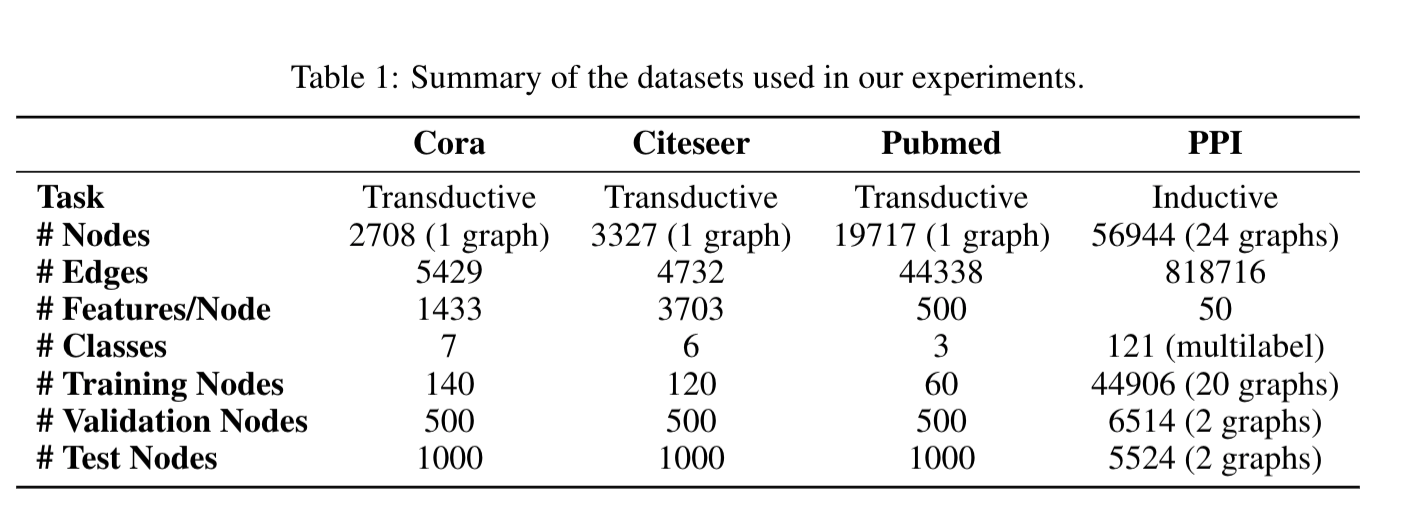 Table 1: Summary of the datasets used in our experiments.
Cora Citeseer Pubmed PPI
Task Transductive Transductive Transductive Inductive
# Nodes 2708 (1 graph) 3327 (1 graph) 19717 (1 graph) 56944 (24 graphs)
# Edges 5429 4732 44338 818716
# Features/Node 1433 3703 500 50
# Classes 7 6 3 121 (multilabel)
# Training Nodes 140 120 60 44906 (20 graphs)
# Validation Nodes 500 500 500 6514 (2 graphs)
# Test Nodes 1000 1000 1000 5524 (2 graphs)